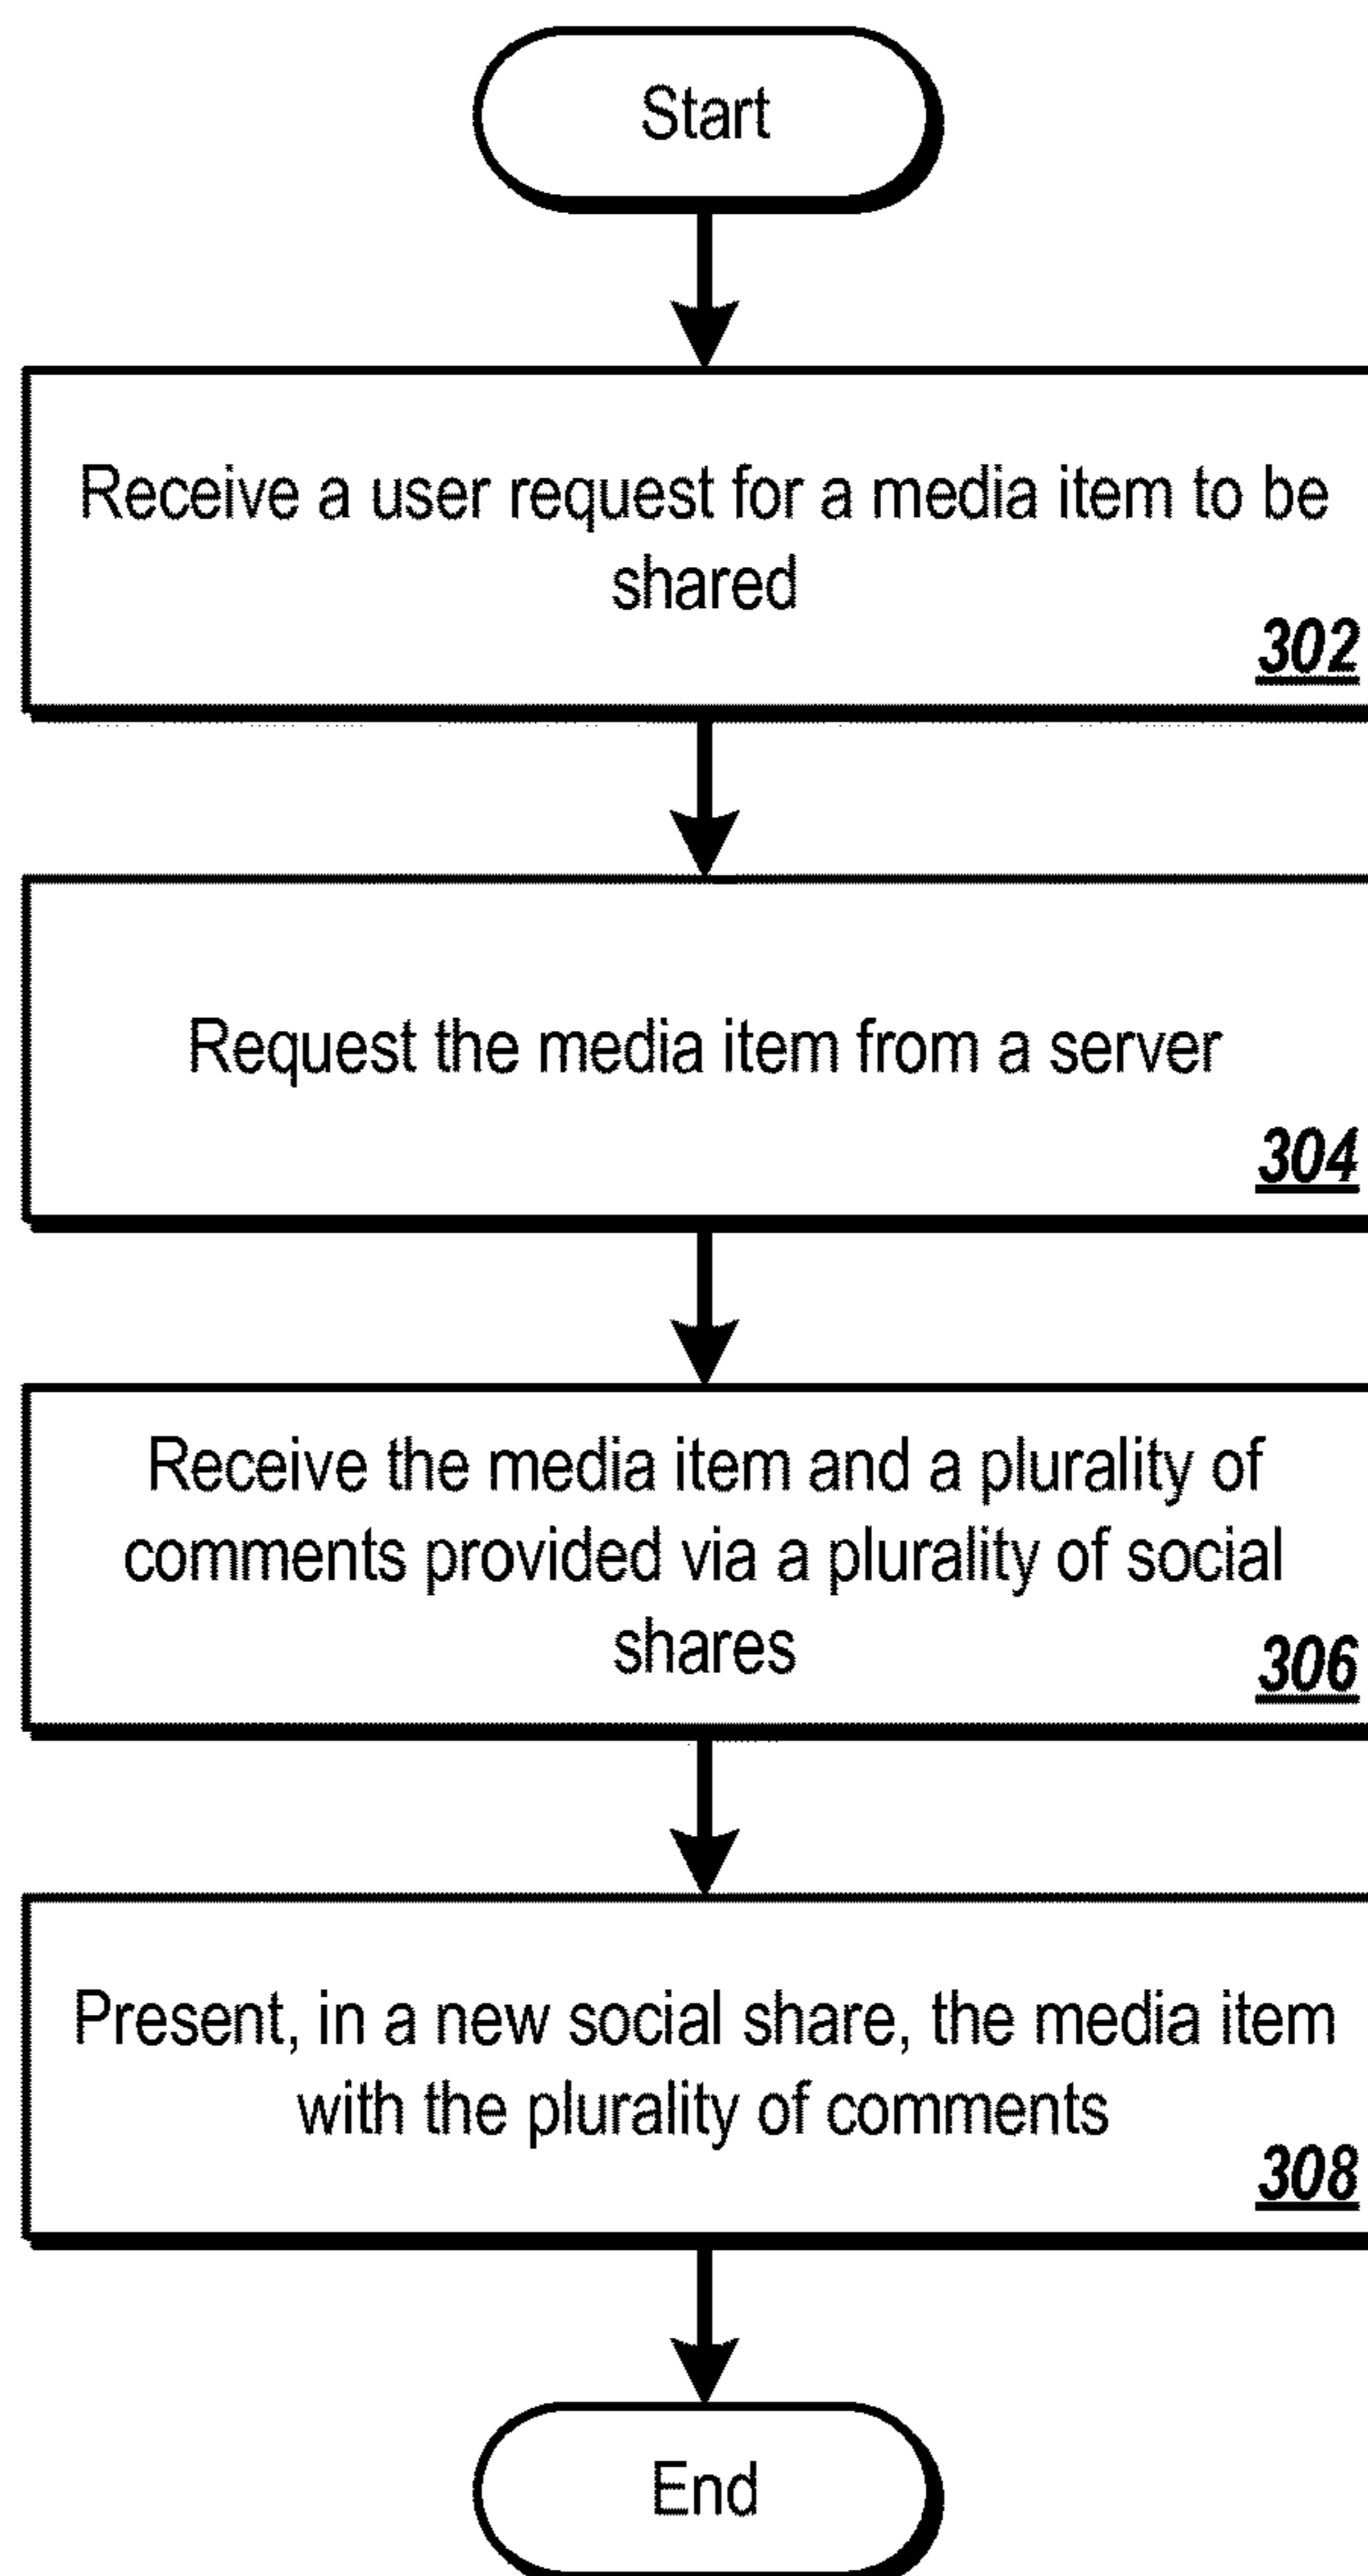 Start
Receive a user request for a media item to be
shared
302
Request the media item from a server
304
Receive the media item and a plurality of
comments provided via a plurality of social
shares
306
Present, in a new social share, the media item
with the plurality of comments
308
End